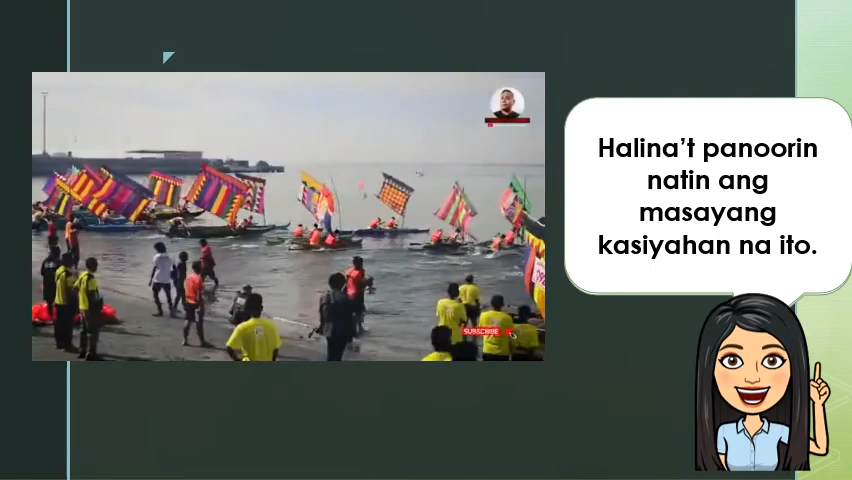 Halina't panoorin
natin ang
masayang
kasiyahan na ito.
SUBSCRIBE